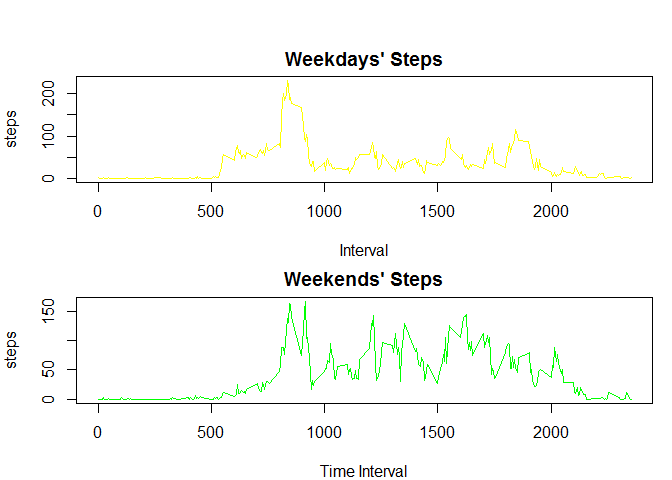 Weekdays' Steps
steps
200
100
0
0 500 1000 1500 2000
Interval
Weekends' Steps
steps
150
50
0
0 500 1000 1500 2000
Time Interval